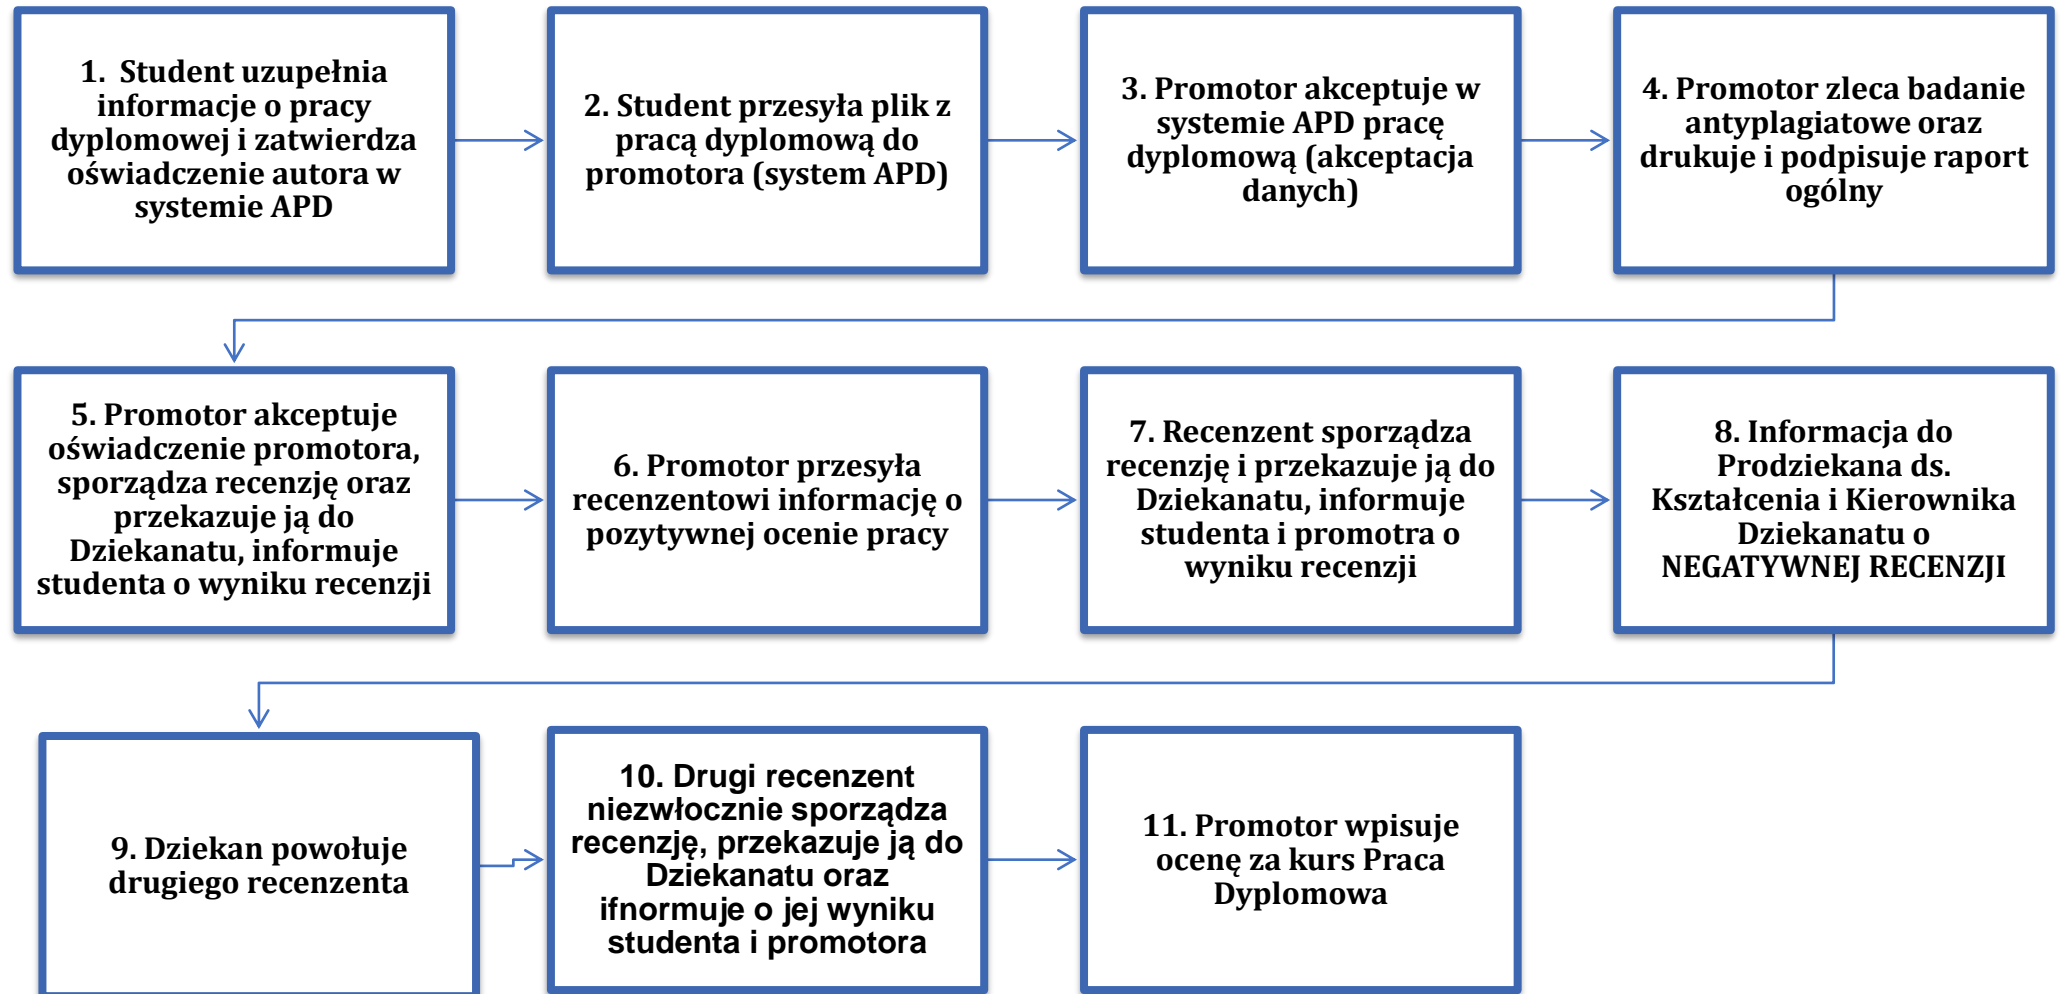 1.  Student uzupełnia
informacje o pracy
dyplomowej i zatwierdza
oświadczenie autora w
systemie APD
2. Student przesyła plik z
pracą dyplomową do
promotora (system APD)
3. Promotor akceptuje w
systemie APD pracę
dyplomową (akceptacja
danych)
4. Promotor zleca badanie
antyplagiatowe oraz
drukuje i podpisuje raport
ogólny
5. Promotor akceptuje
oświadczenie promotora,
sporządza recenzję oraz
przekazuje ją do
Dziekanatu, informuje
studenta o wyniku recenzji
6. Promotor przesyła
recenzentowi informację o
pozytywnej ocenie pracy
7. Recenzent sporządza
recenzję i przekazuje ją do
Dziekanatu, informuje
studenta i promotra o
wyniku recenzji
8. Informacja do
Prodziekana ds.
Kształcenia i Kierownika
Dziekanatu o
NEGATYWNEJ RECENZJI
9. Dziekan powołuje
drugiego recenzenta
10. Drugi recenzent
niezwłocznie sporządza
recenzję, przekazuje ją do
Dziekanatu oraz
ifnormuje o jej wyniku
studenta i promotora
11. Promotor wpisuje
ocenę za kurs Praca
Dyplomowa